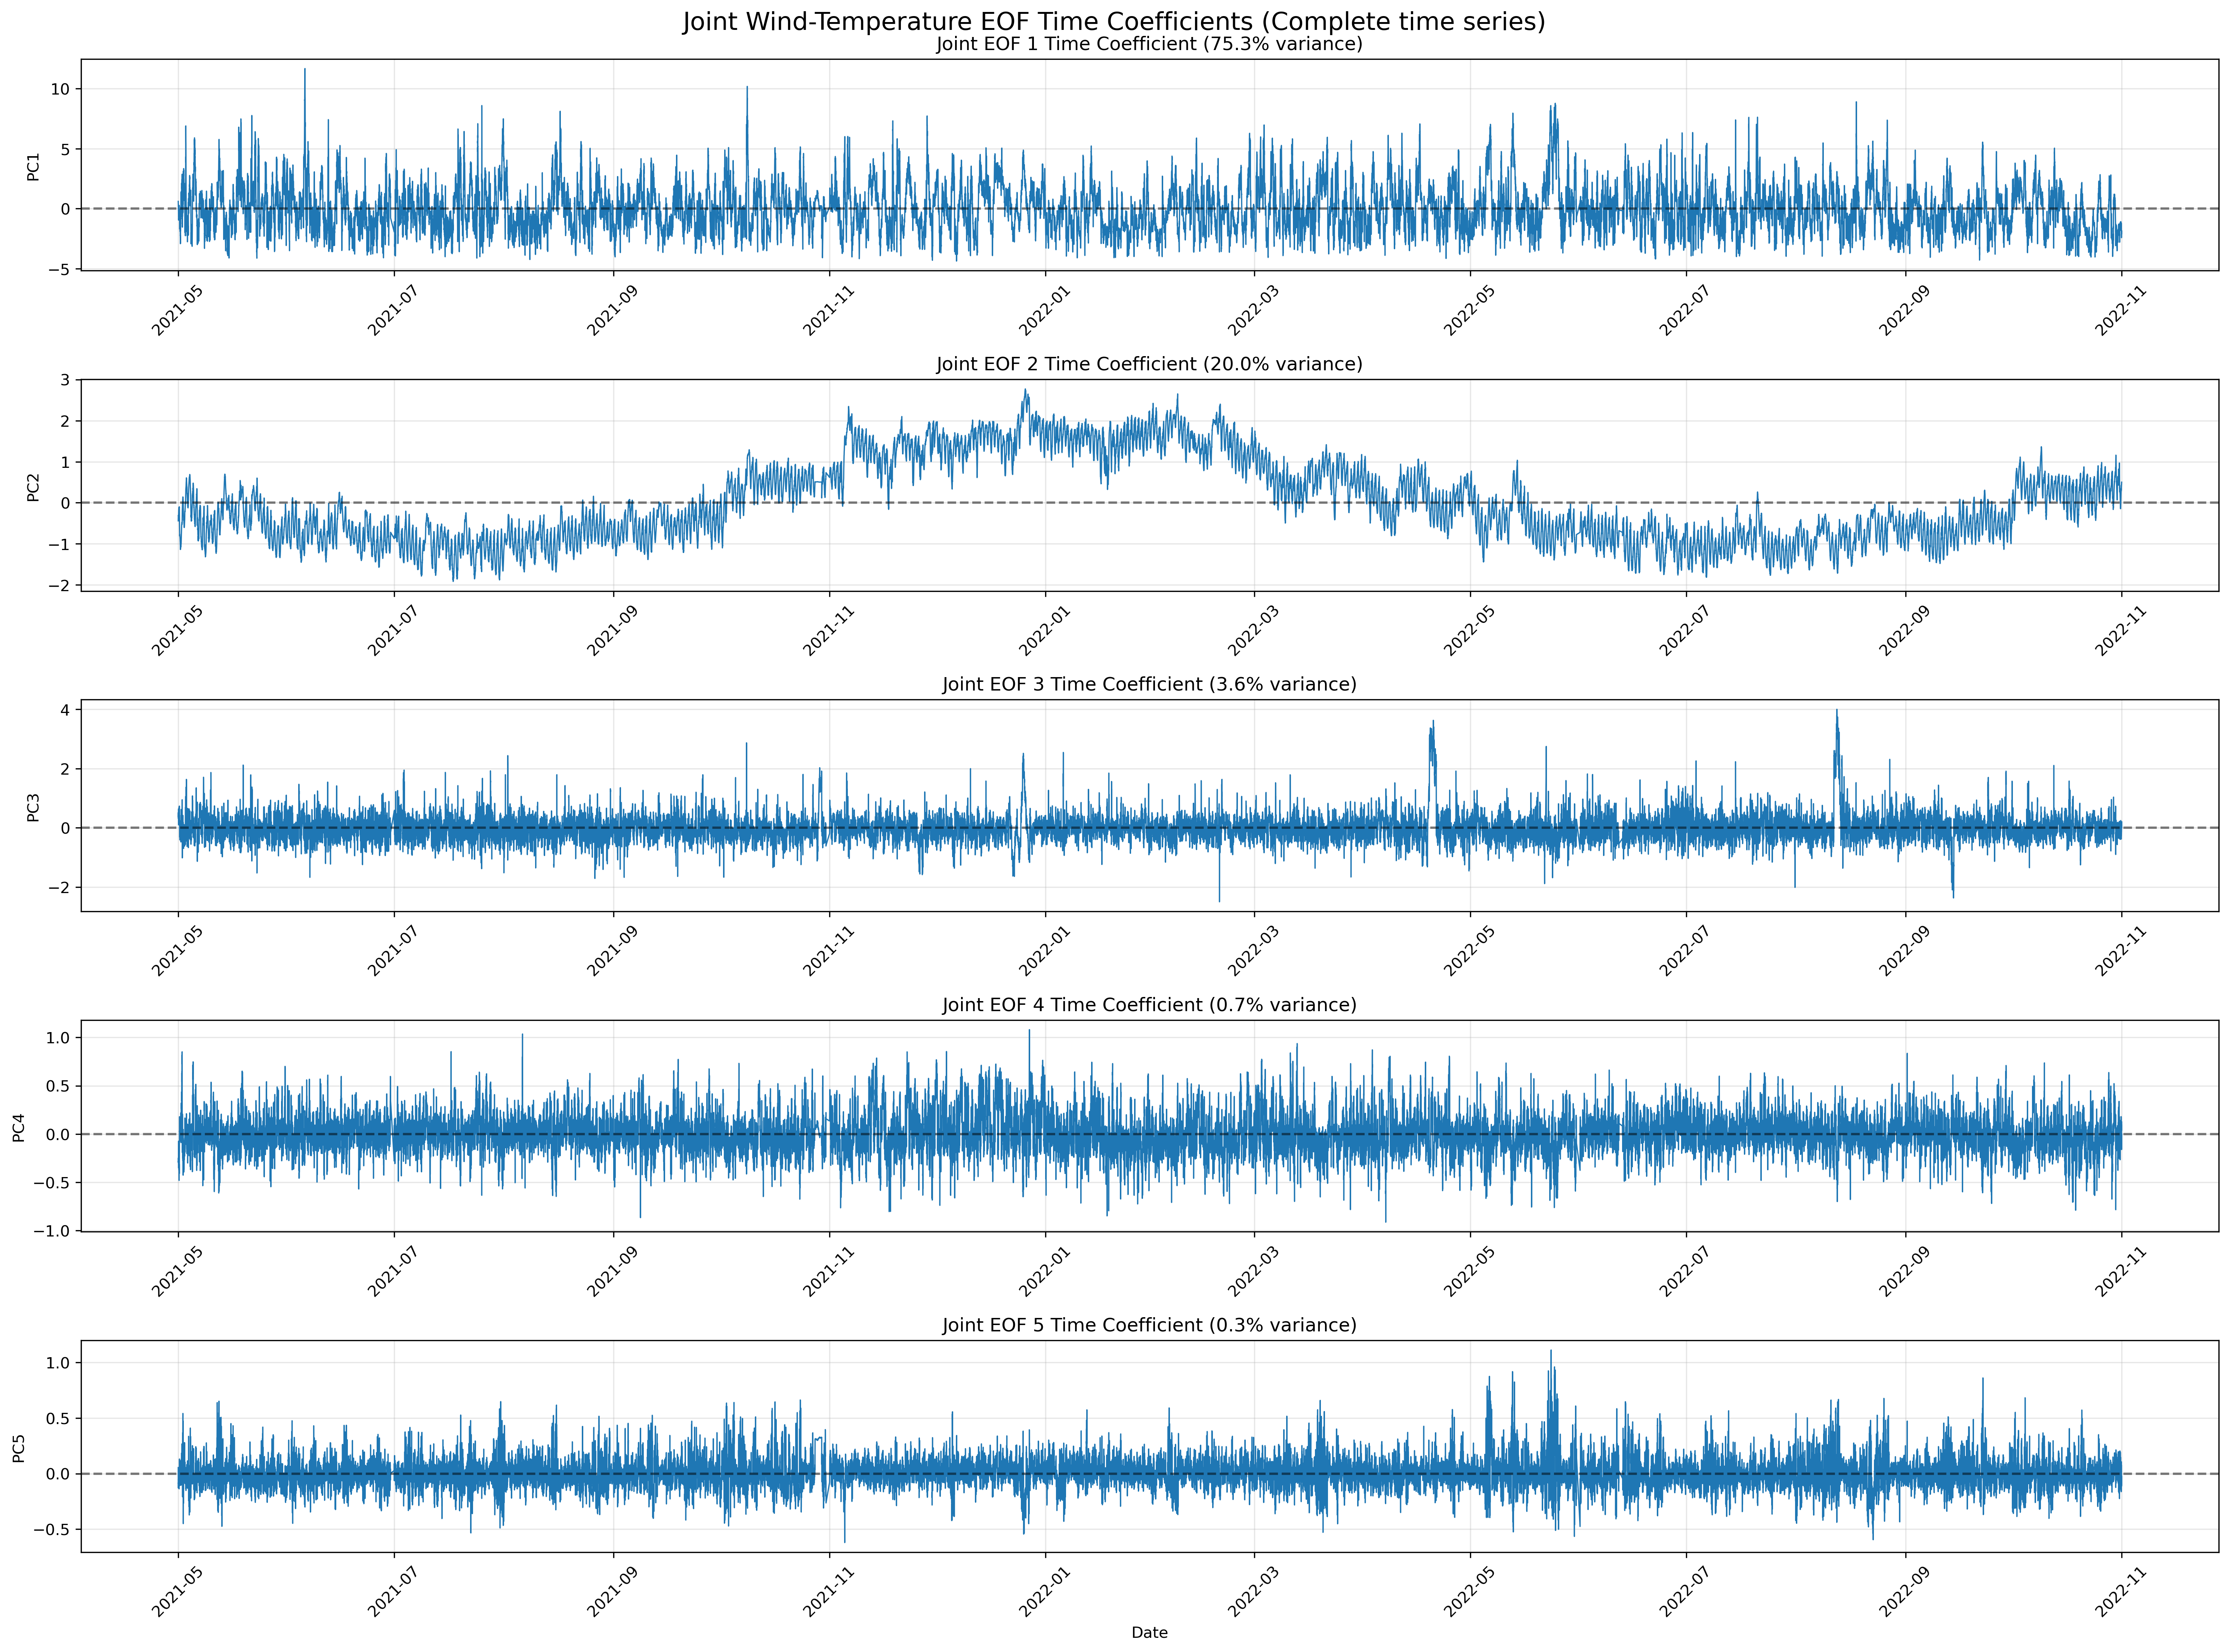 Joint Wind-Temperature EOF Time Coefficients (Complete time series)
Joint EOF 1 Time Coefficient (75.3% variance)
10
5
0
−5
PC1
2021-05 2021-07 2021-09 2021-11 2022-01 2022-03 2022-05 2022-07 2022-09 2022-11
Joint EOF 2 Time Coefficient (20.0% variance)
3
2
1
0
−1
−2
PC2
2021-05 2021-07 2021-09 2021-11 2022-01 2022-03 2022-05 2022-07 2022-09 2022-11
Joint EOF 3 Time Coefficient (3.6% variance)
4
2
0
−2
PC3
2021-05 2021-07 2021-09 2021-11 2022-01 2022-03 2022-05 2022-07 2022-09 2022-11
Joint EOF 4 Time Coefficient (0.7% variance)
1.0
0.5
0.0
−0.5
−1.0
PC4
2021-05 2021-07 2021-09 2021-11 2022-01 2022-03 2022-05 2022-07 2022-09 2022-11
Joint EOF 5 Time Coefficient (0.3% variance)
1.0
0.5
0.0
−0.5
PC5
2021-05 2021-07 2021-09 2021-11 2022-01 2022-03 2022-05 2022-07 2022-09 2022-11
Date